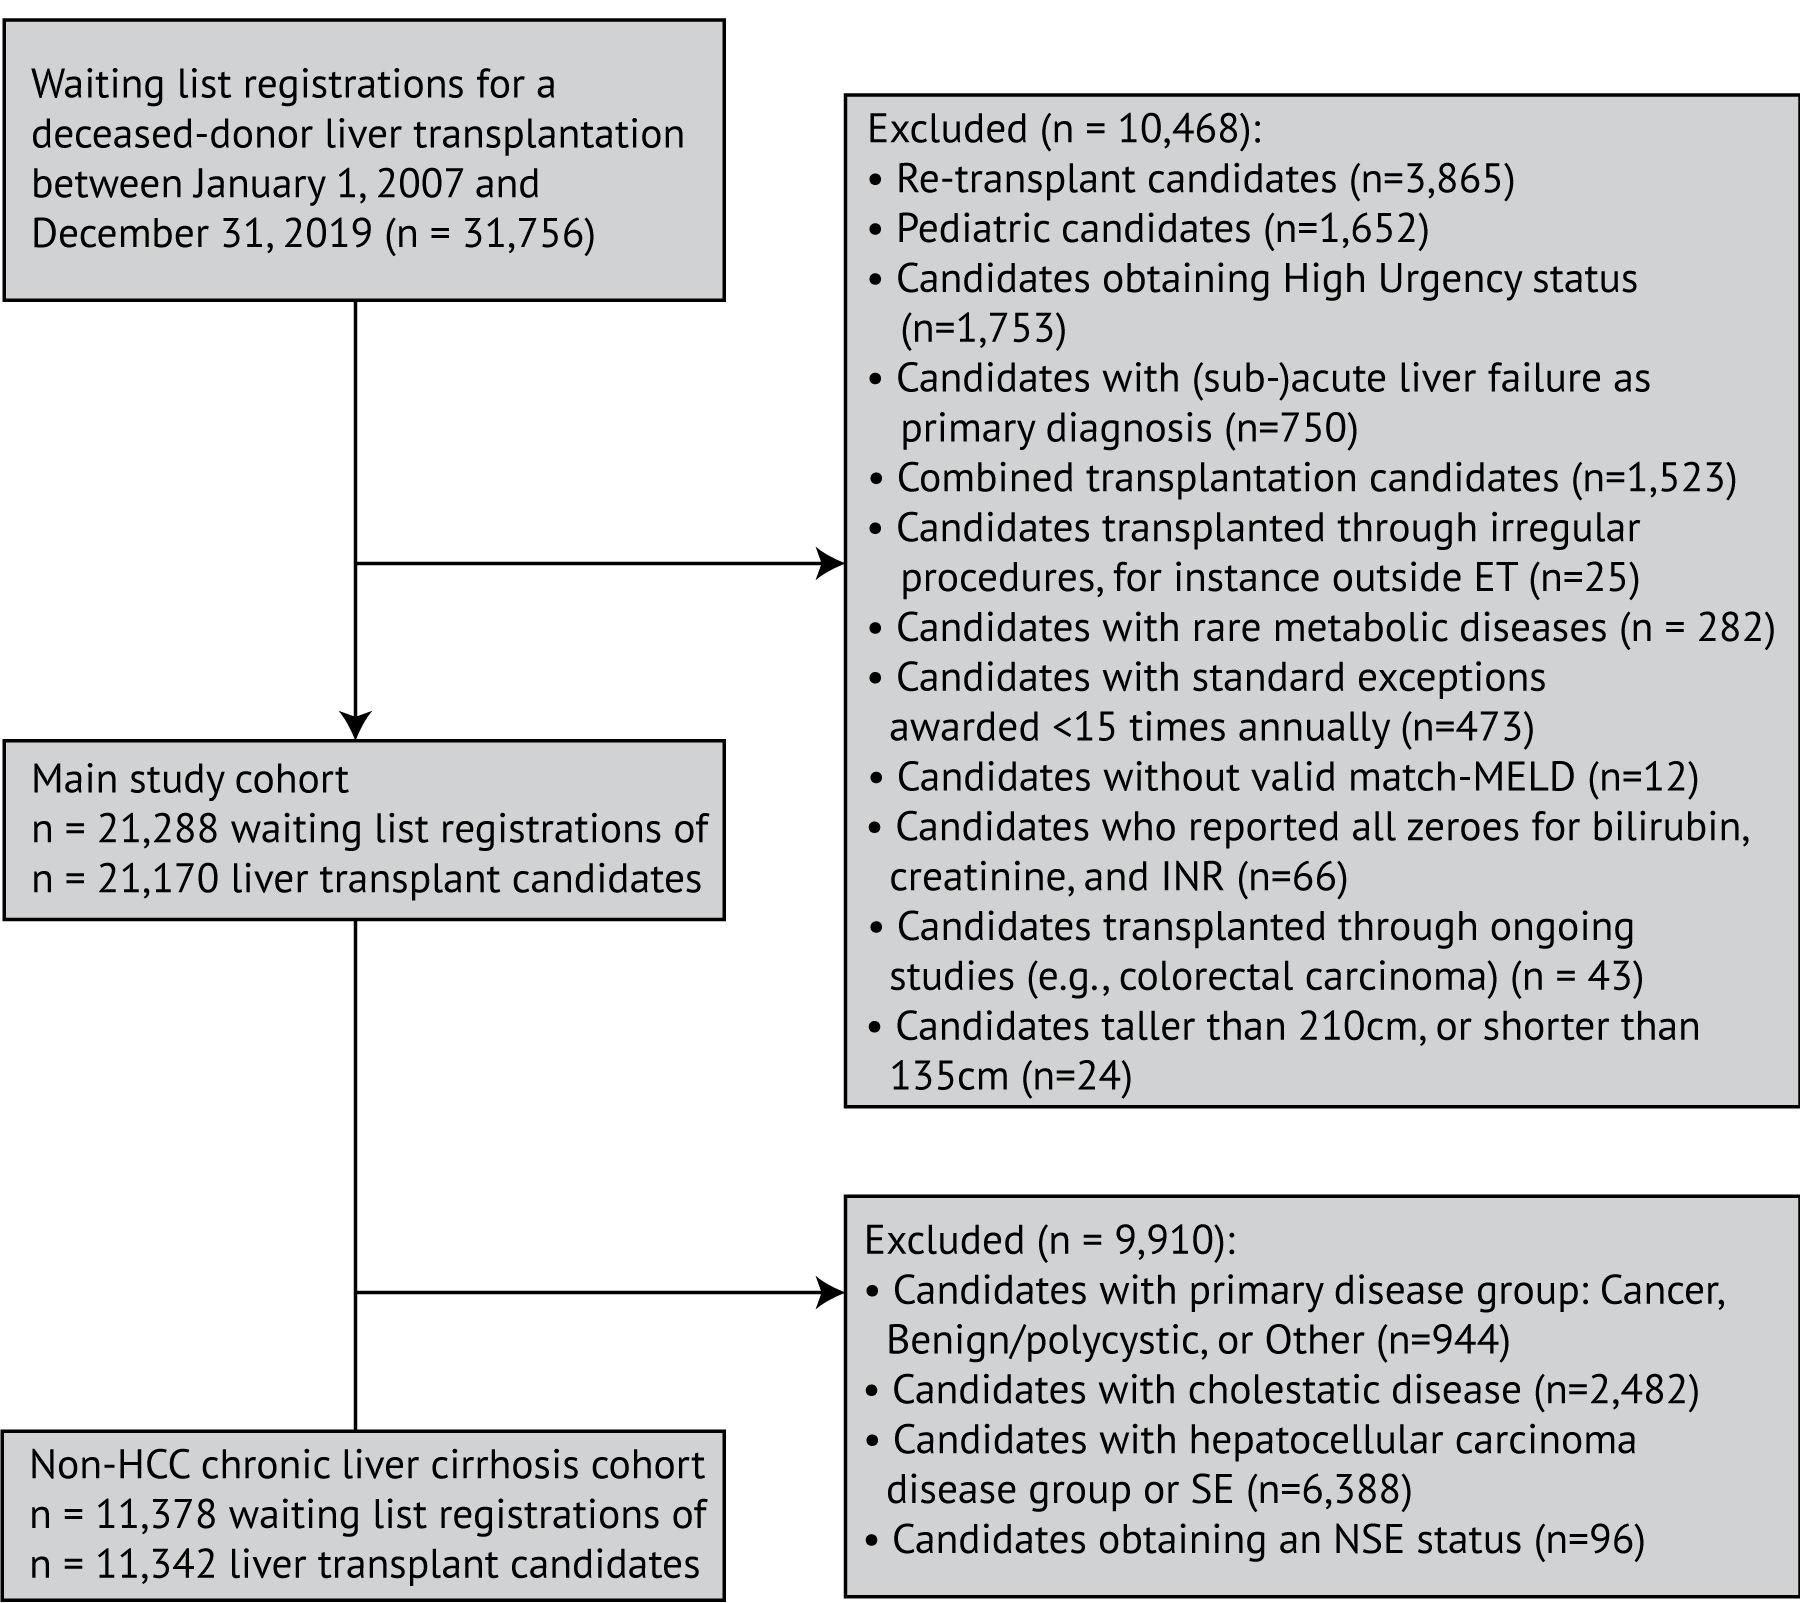 Waiting list registrations for a
deceased-donor liver transplantation
between January 1, 2007 and
December 31, 2019 (n = 31,756)
Excluded (n = 10,468):
• Re-transplant candidates (n=3,865)
• Pediatric candidates (n=1,652)
• Candidates obtaining High Urgency status
(n=1,753)
• Candidates with (sub-)acute liver failure as
primary diagnosis (n=750)
• Combined transplantation candidates (n=1,523)
• Candidates transplanted through irregular
procedures, for instance outside ET (n=25)
• Candidates with rare metabolic diseases (n = 282)
• Candidates with standard exceptions
awarded <15 times annually (n=473)
• Candidates without valid match-MELD (n=12)
• Candidates who reported all zeroes for bilirubin,
creatinine, and INR (n=66)
• Candidates transplanted through ongoing
studies (e.g., colorectal carcinoma) (n = 43)
• Candidates taller than 210cm, or shorter than
135cm (n=24)
Main study cohort
n = 21,288 waiting list registrations of
n = 21,170 liver transplant candidates
Excluded (n = 9,910):
• Candidates with primary disease group: Cancer,
Benign/polycystic, or Other (n=944)
• Candidates with cholestatic disease (n=2,482)
• Candidates with hepatocellular carcinoma
disease group or SE (n=6,388)
• Candidates obtaining an NSE status (n=96)
Non-HCC chronic liver cirrhosis cohort
n = 11,378 waiting list registrations of
n = 11,342 liver transplant candidates